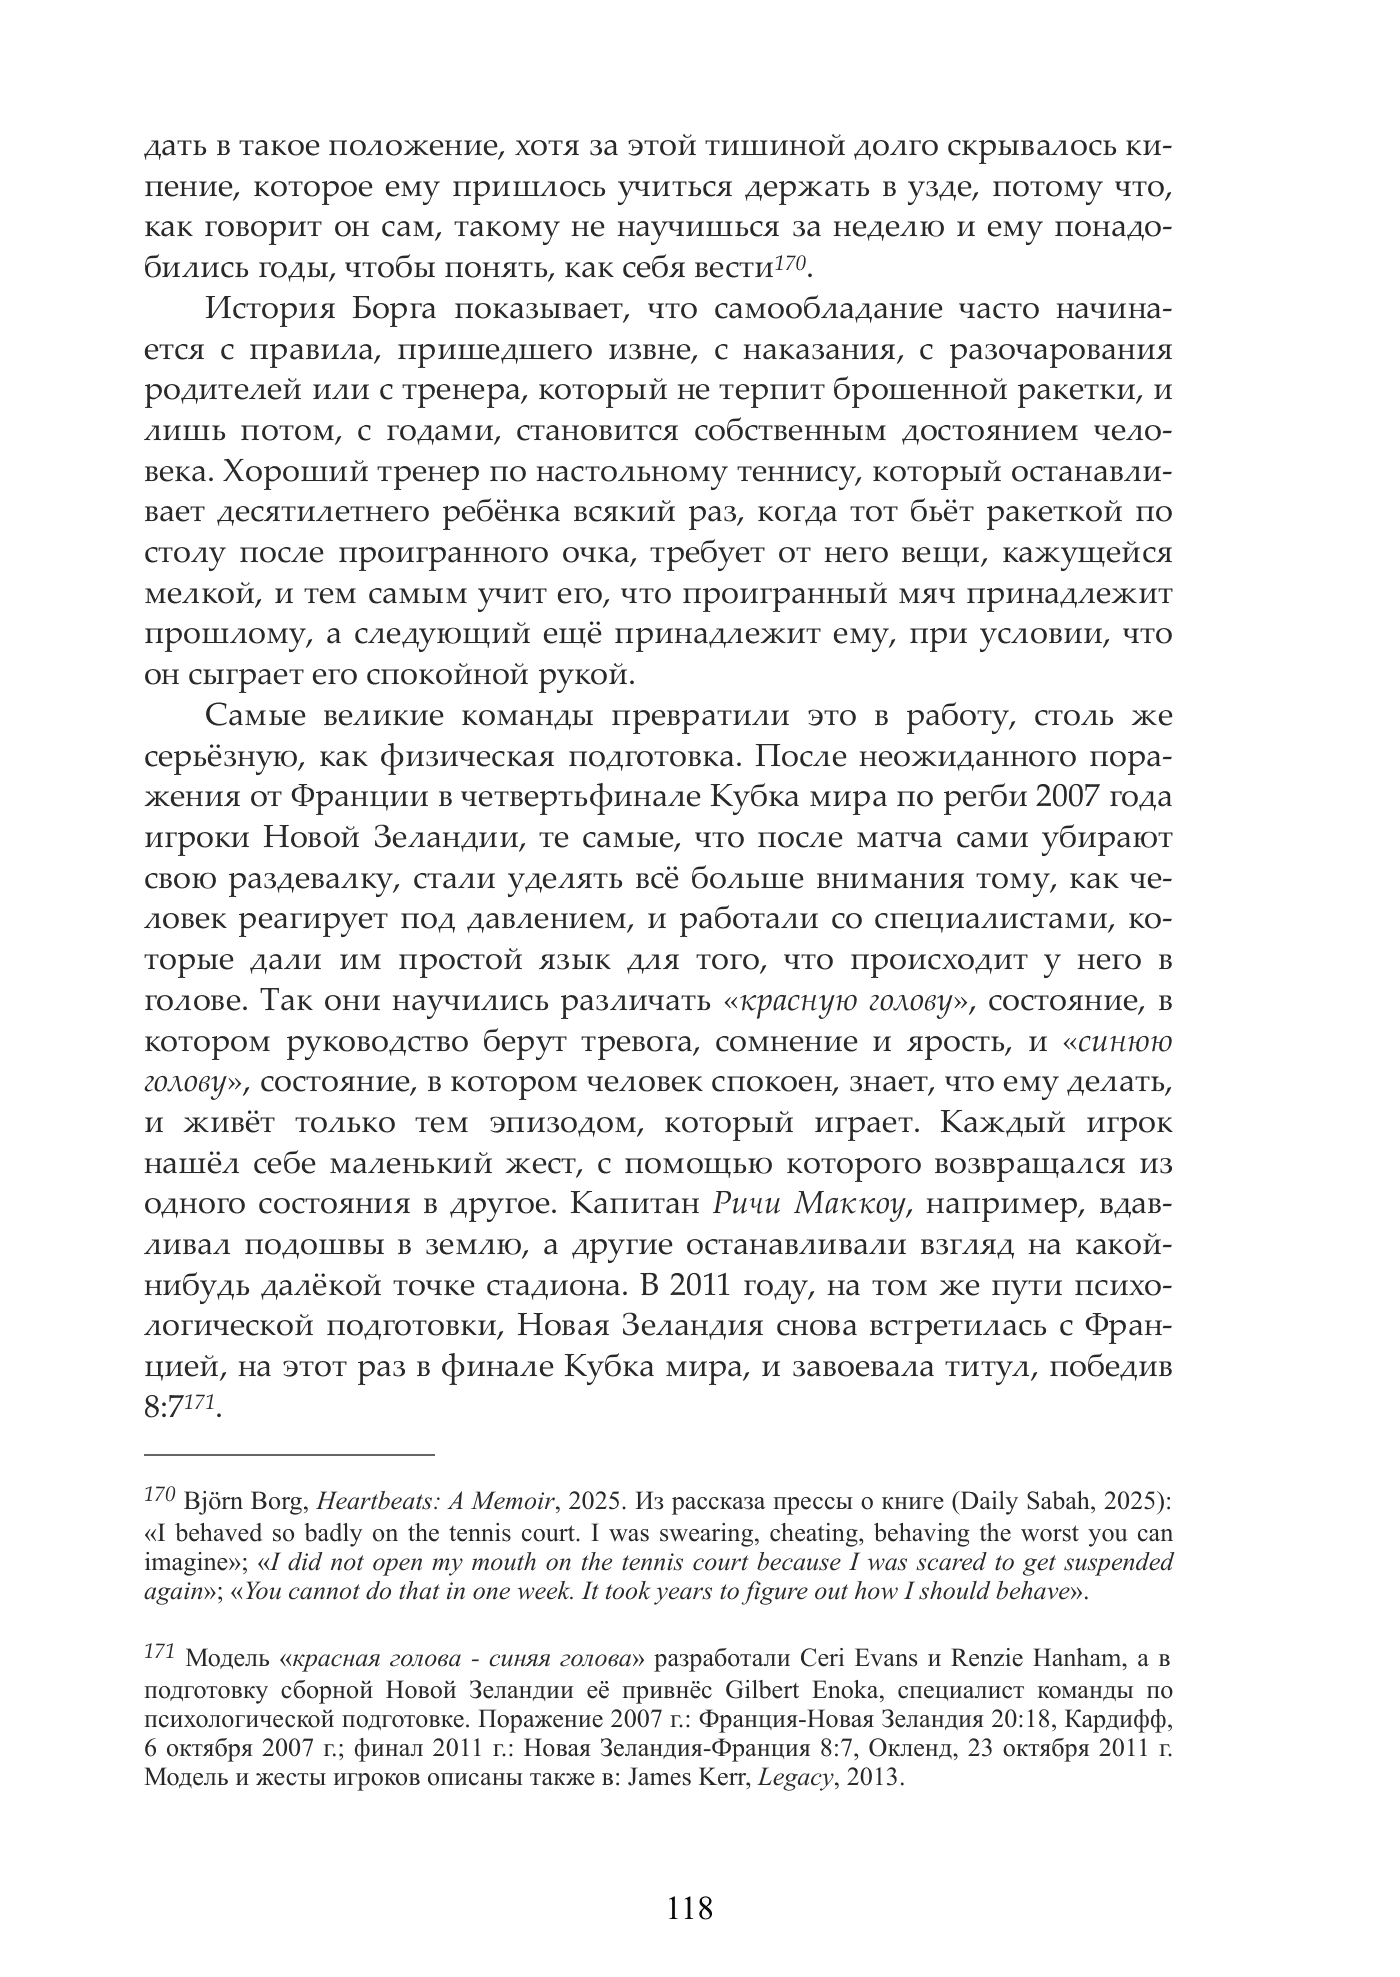 дать в такое положение, хотя за этой тишиной долго скрывалось ки-
пение, которое ему пришлось учиться держать в узде, потому что,
как говорит он сам, такому не научишься за неделю и ему понадо-
бились годы, чтобы понять, как себя вести170.
История Борга показывает, что самообладание часто начина-
ется с правила, пришедшего извне, с наказания, с разочарования
родителей или с тренера, который не терпит брошенной ракетки, и
лишь потом, с годами, становится собственным достоянием чело-
века. Хороший тренер по настольному теннису, который останавли-
вает десятилетнего ребёнка всякий раз, когда тот бьёт ракеткой по
столу после проигранного очка, требует от него вещи, кажущейся
мелкой, и тем самым учит его, что проигранный мяч принадлежит
прошлому, а следующий ещё принадлежит ему, при условии, что
он сыграет его спокойной рукой.
Самые великие команды превратили это в работу, столь же
серьёзную, как физическая подготовка. После неожиданного пора-
жения от Франции в четвертьфинале Кубка мира по регби 2007 года
игроки Новой Зеландии, те самые, что после матча сами убирают
свою раздевалку, стали уделять всё больше внимания тому, как че-
ловек реагирует под давлением, и работали со специалистами, ко-
торые дали им простой язык для того, что происходит у него в
голове. Так они научились различать «красную голову», состояние, в
котором руководство берут тревога, сомнение и ярость, и «синюю
голову», состояние, в котором человек спокоен, знает, что ему делать,
и живёт только тем эпизодом, который играет. Каждый игрок
нашёл себе маленький жест, с помощью которого возвращался из
одного состояния в другое. Капитан Ричи Маккоу, например, вдав-
ливал подошвы в землю, а другие останавливали взгляд на какой-
нибудь далёкой точке стадиона. В 2011 году, на том же пути психо-
логической подготовки, Новая Зеландия снова встретилась с Фран-
цией, на этот раз в финале Кубка мира, и завоевала титул, победив
8:7171.
170 Björn Borg, Heartbeats: A Memoir, 2025. Из рассказа прессы о книге (Daily Sabah, 2025):
«I behaved so badly on the tennis court. I was swearing, cheating, behaving the worst you can
imagine»; «I did not open my mouth on the tennis court because I was scared to get suspended
again»; «You cannot do that in one week. It took years to figure out how I should behave».
171 Модель «красная голова - синяя голова» разработали Ceri Evans и Renzie Hanham, а в
подготовку сборной Новой Зеландии её привнёс Gilbert Enoka, специалист команды по
психологической подготовке. Поражение 2007 г.: Франция-Новая Зеландия 20:18, Кардифф,
6 октября 2007 г.; финал 2011 г.: Новая Зеландия-Франция 8:7, Окленд, 23 октября 2011 г.
Модель и жесты игроков описаны также в: James Kerr, Legacy, 2013.
118